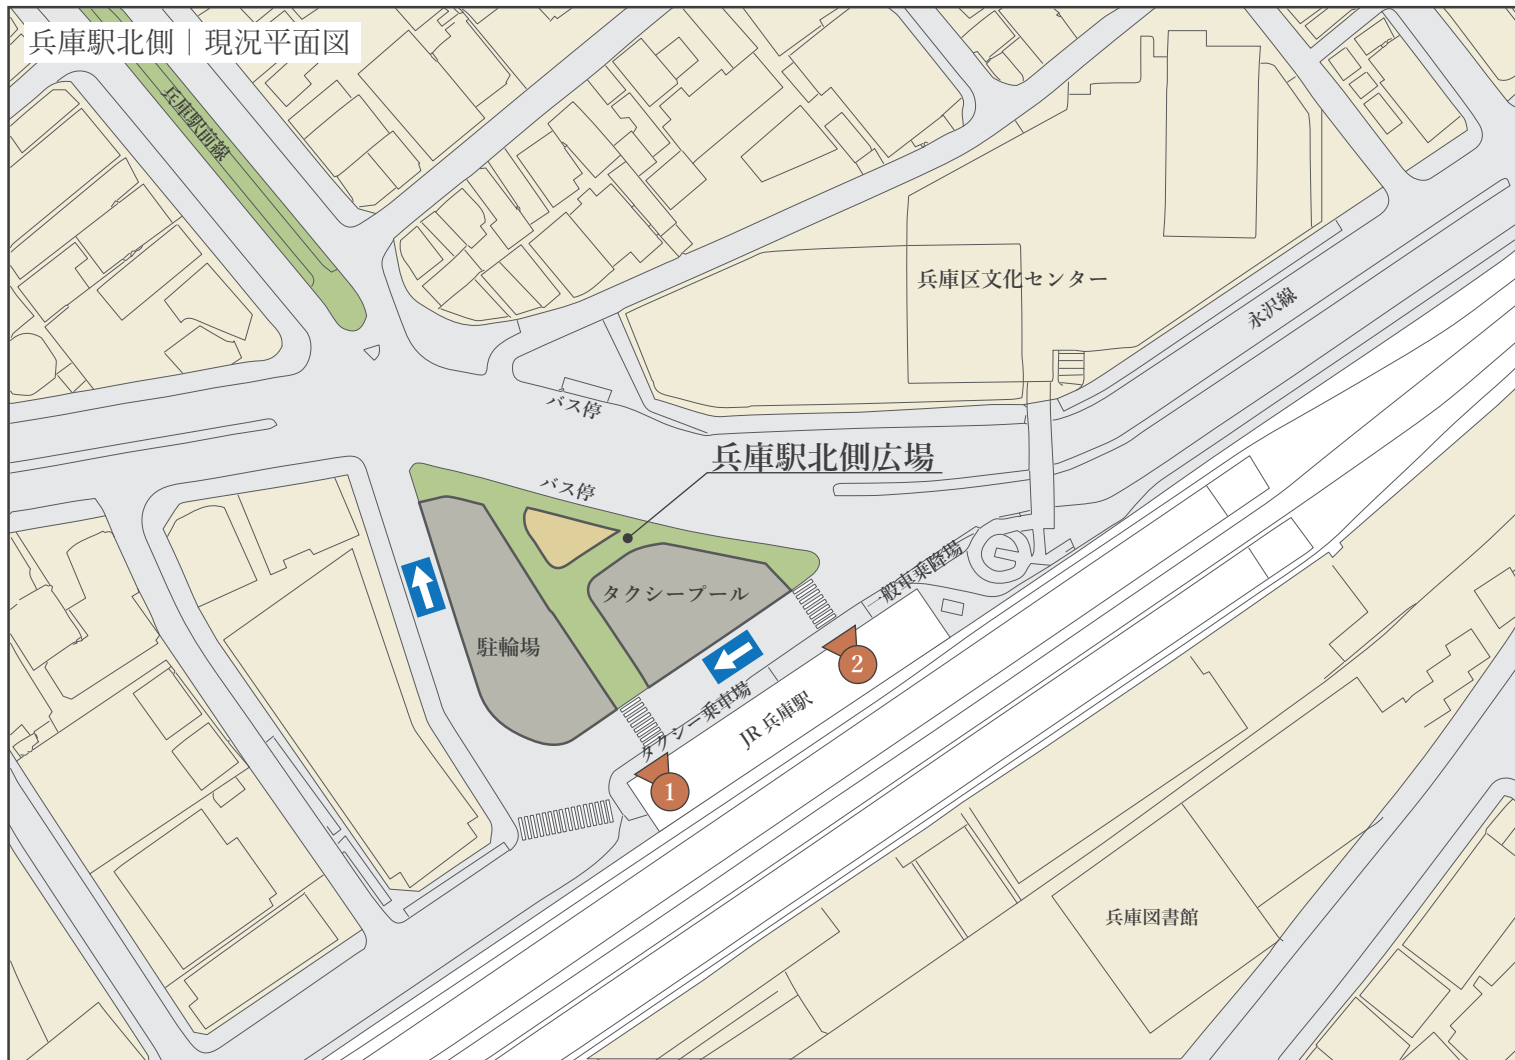 兵庫駅北側｜現況平面図
兵庫駅前線
兵庫区文化センター
永沢線
バス停
兵庫駅北側広場
バス停
一般車乗降場
タクシープール
駐輪場
2
タクシー乗車場
JR 兵庫駅
1
兵庫図書館